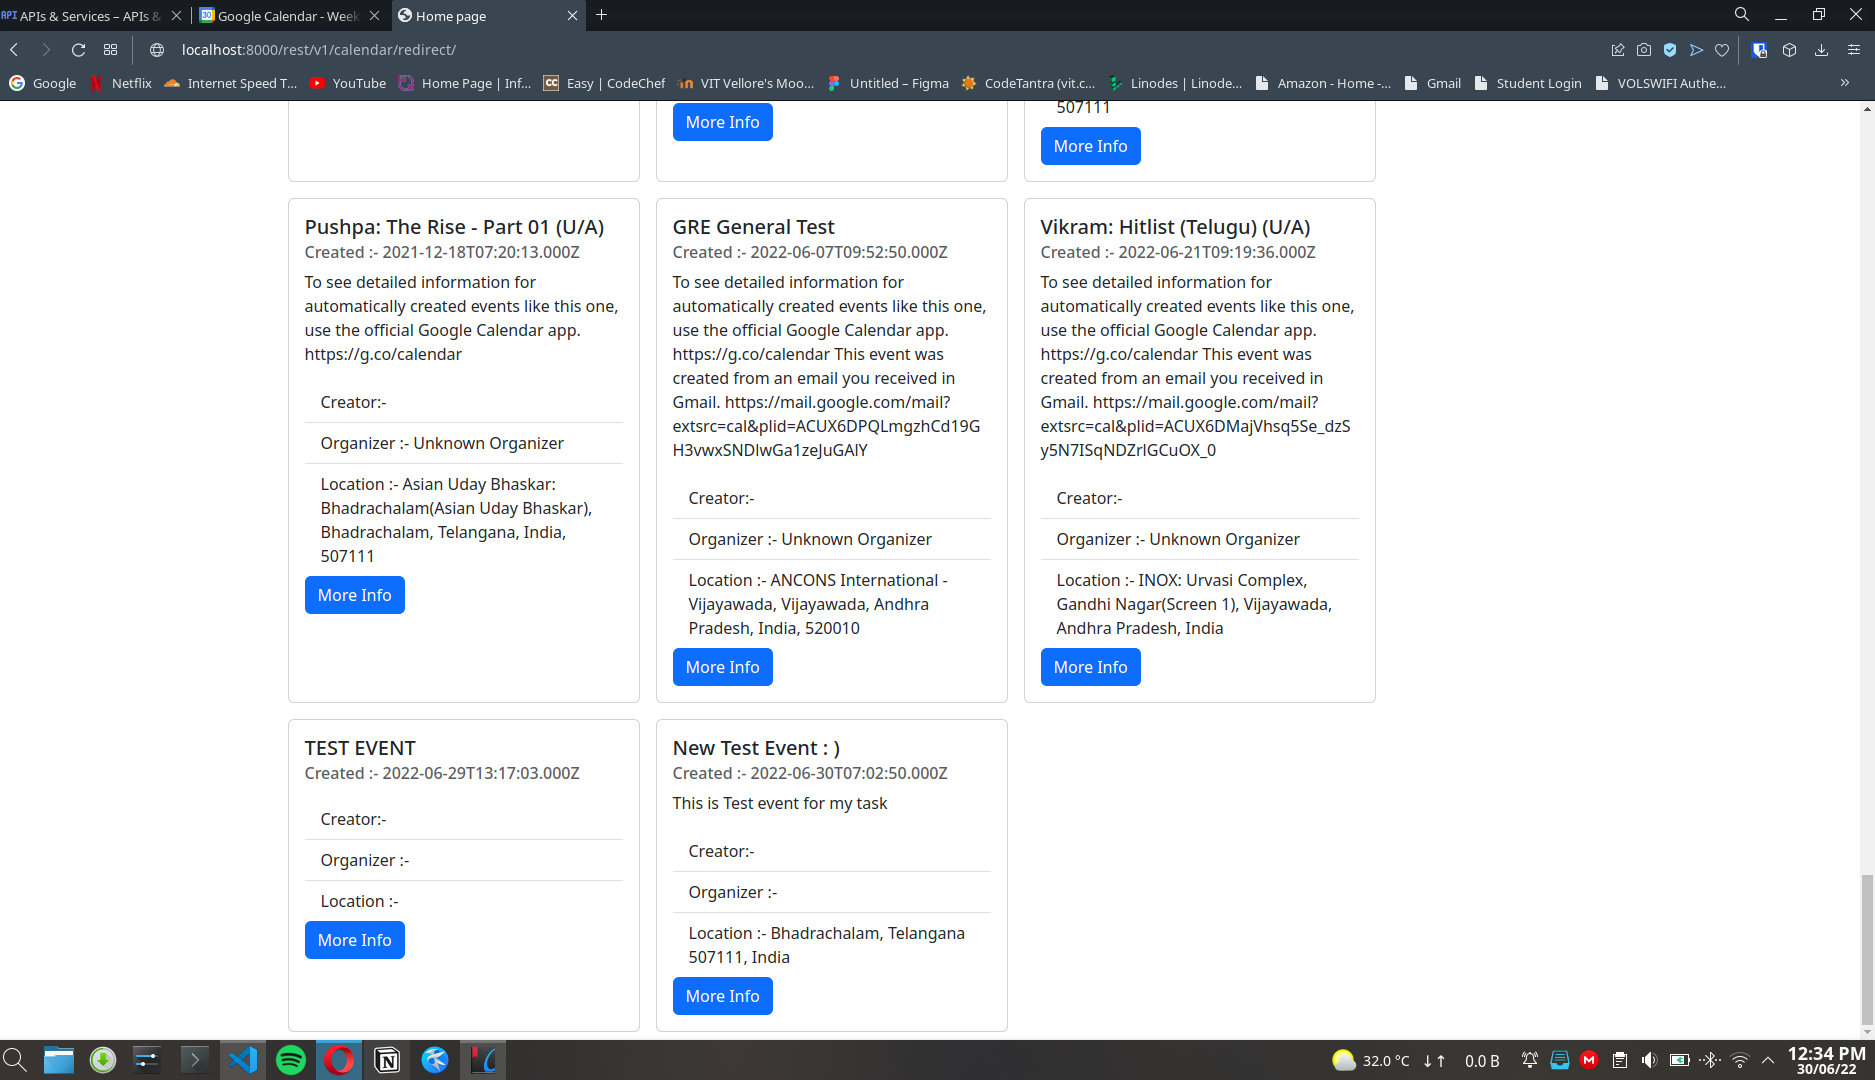 APIs & Services – APIs &
Google Calendar - Week
Home page
localhost:8000/rest/v1/calendar/redirect/
Google
Netflix
Internet Speed T...
YouTube
Home Page | Inf...
Easy | CodeChef
VIT Vellore's Moo...
Untitled – Figma
CodeTantra (vit.c...
Linodes | Linode...
Amazon - Home -...
Gmail
Student Login
VOLSWIFI Authe...
More Info
507111
More Info
Pushpa: The Rise - Part 01 (U/A)
Created :- 2021-12-18T07:20:13.000Z
To see detailed information for
automatically created events like this one,
use the official Google Calendar app.
https://g.co/calendar
Creator:-
Organizer :- Unknown Organizer
Location :- Asian Uday Bhaskar:
Bhadrachalam(Asian Uday Bhaskar),
Bhadrachalam, Telangana, India,
507111
More Info
GRE General Test
Created :- 2022-06-07T09:52:50.000Z
To see detailed information for
automatically created events like this one,
use the official Google Calendar app.
https://g.co/calendar This event was
created from an email you received in
Gmail. https://mail.google.com/mail?
extsrc=cal&plid=ACUX6DPQLmgzhCd19G
H3vwxSNDlwGa1zeJuGAlY
Creator:-
Organizer :- Unknown Organizer
Location :- ANCONS International -
Vijayawada, Vijayawada, Andhra
Pradesh, India, 520010
More Info
Vikram: Hitlist (Telugu) (U/A)
Created :- 2022-06-21T09:19:36.000Z
To see detailed information for
automatically created events like this one,
use the official Google Calendar app.
https://g.co/calendar This event was
created from an email you received in
Gmail. https://mail.google.com/mail?
extsrc=cal&plid=ACUX6DMajVhsq5Se_dzS
y5N7ISqNDZrlGCuOX_0
Creator:-
Organizer :- Unknown Organizer
Location :- INOX: Urvasi Complex,
Gandhi Nagar(Screen 1), Vijayawada,
Andhra Pradesh, India
More Info
TEST EVENT
Created :- 2022-06-29T13:17:03.000Z
Creator:-
Organizer :-
Location :-
More Info
New Test Event : )
Created :- 2022-06-30T07:02:50.000Z
This is Test event for my task
Creator:-
Organizer :-
Location :- Bhadrachalam, Telangana
507111, India
More Info
32.0 °C
0.0 B
12:34 PM
30/06/22